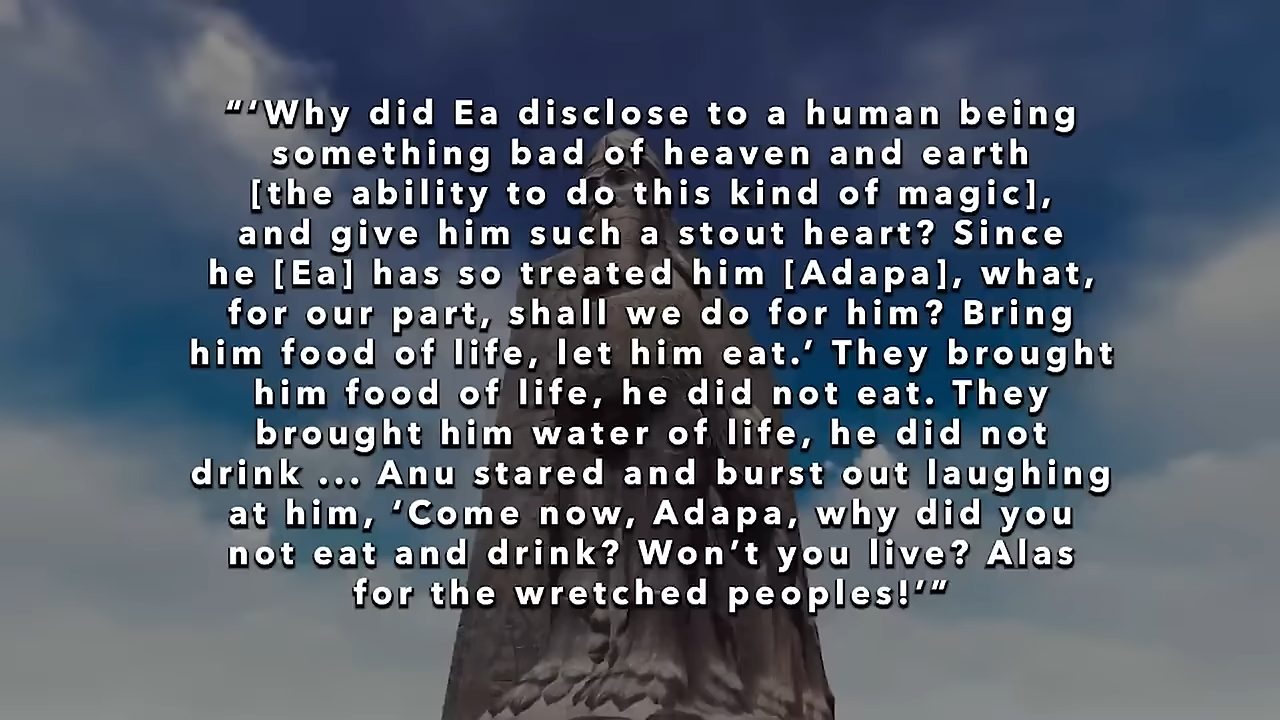 “‘Why did Ea disclose to a human being
something bad of heaven and earth
[the ability to do this kind of magic],
and give him such a stout heart? Since
he [Ea] has so treated him [Adapa], what,
for our part, shall we do for him? Bring
him food of life, let him eat.’ They brought
him food of life, he did not eat. They
brought him water of life, he did not
drink ... Anu stared and burst out laughing
at him, ‘Come now, Adapa, why did you
not eat and drink? Won’t you live? Alas
for the wretched peoples!’“